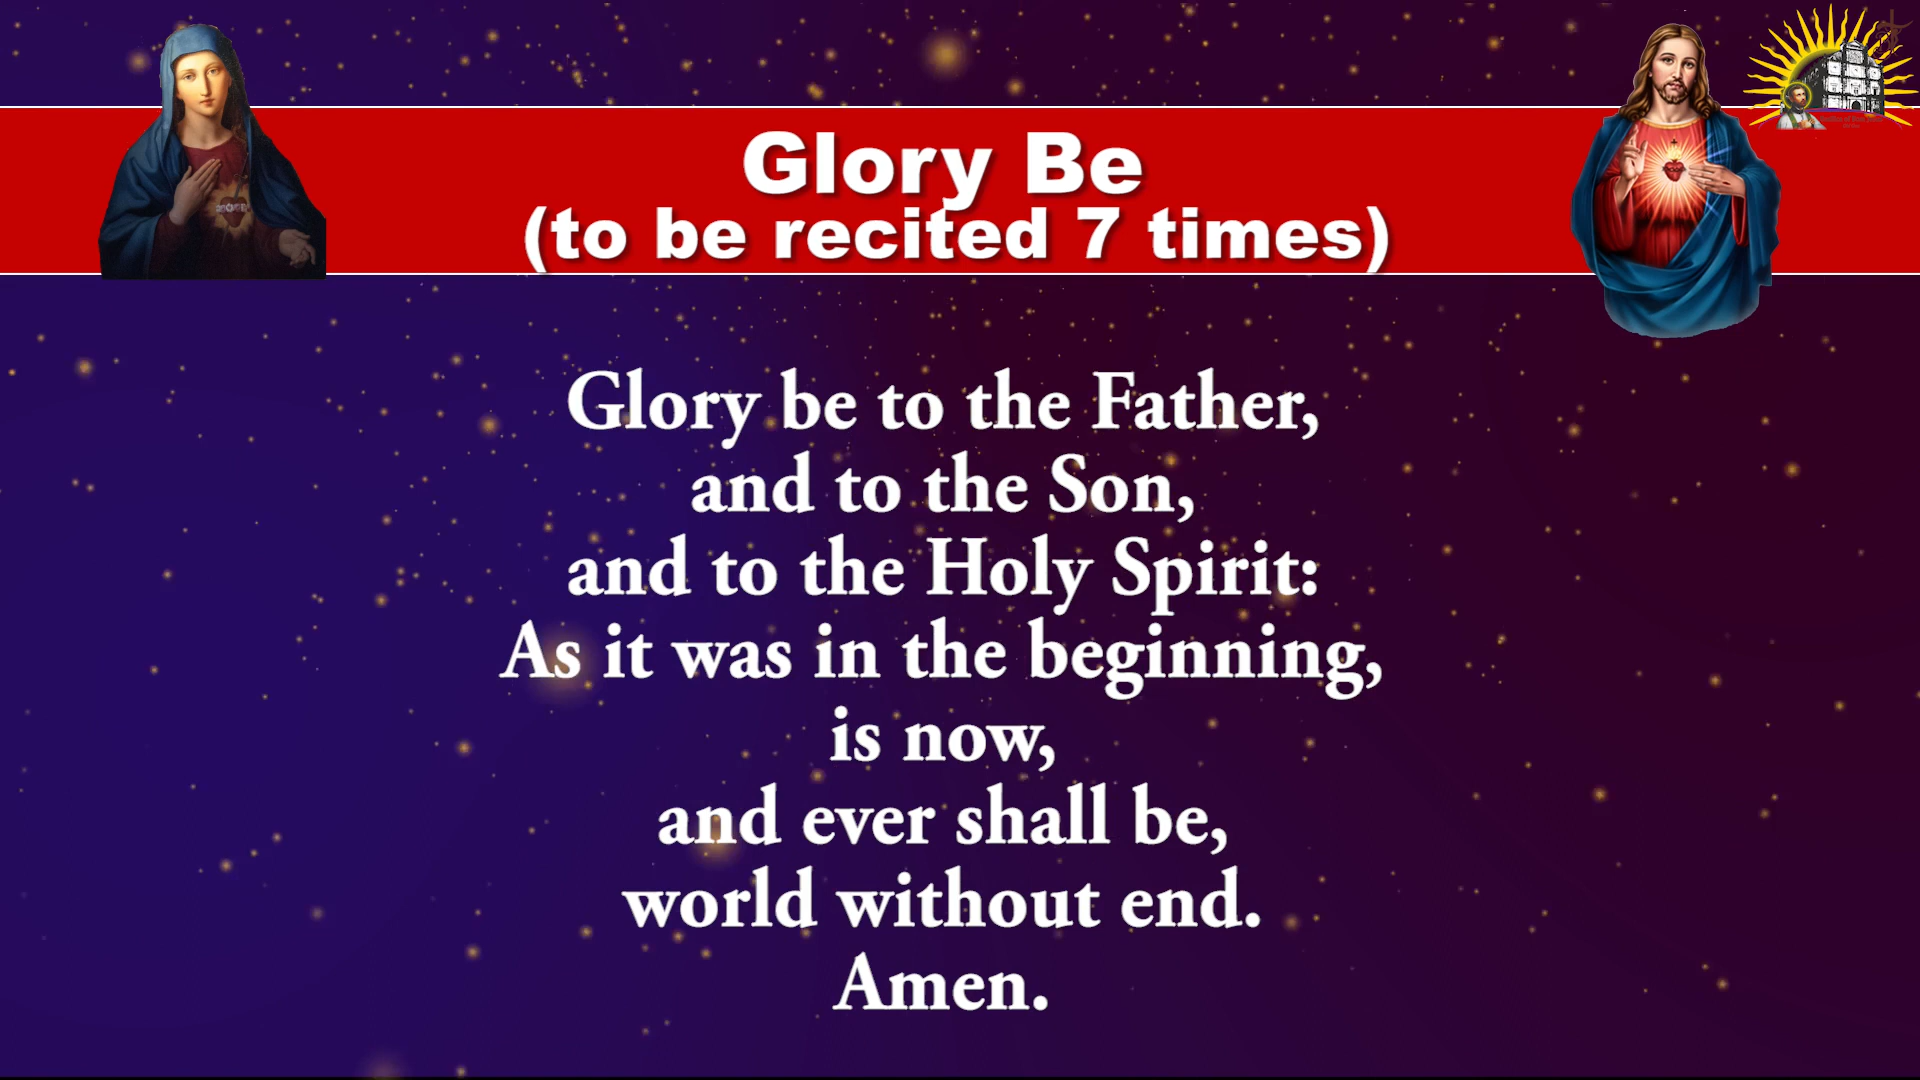 Glory Be
(to be recited 7 times)
Glory be to the Father,
and to the Son,
and to the Holy Spirit:
As it was in the beginning,
is now,
and ever shall be,
world without end.
Amen.